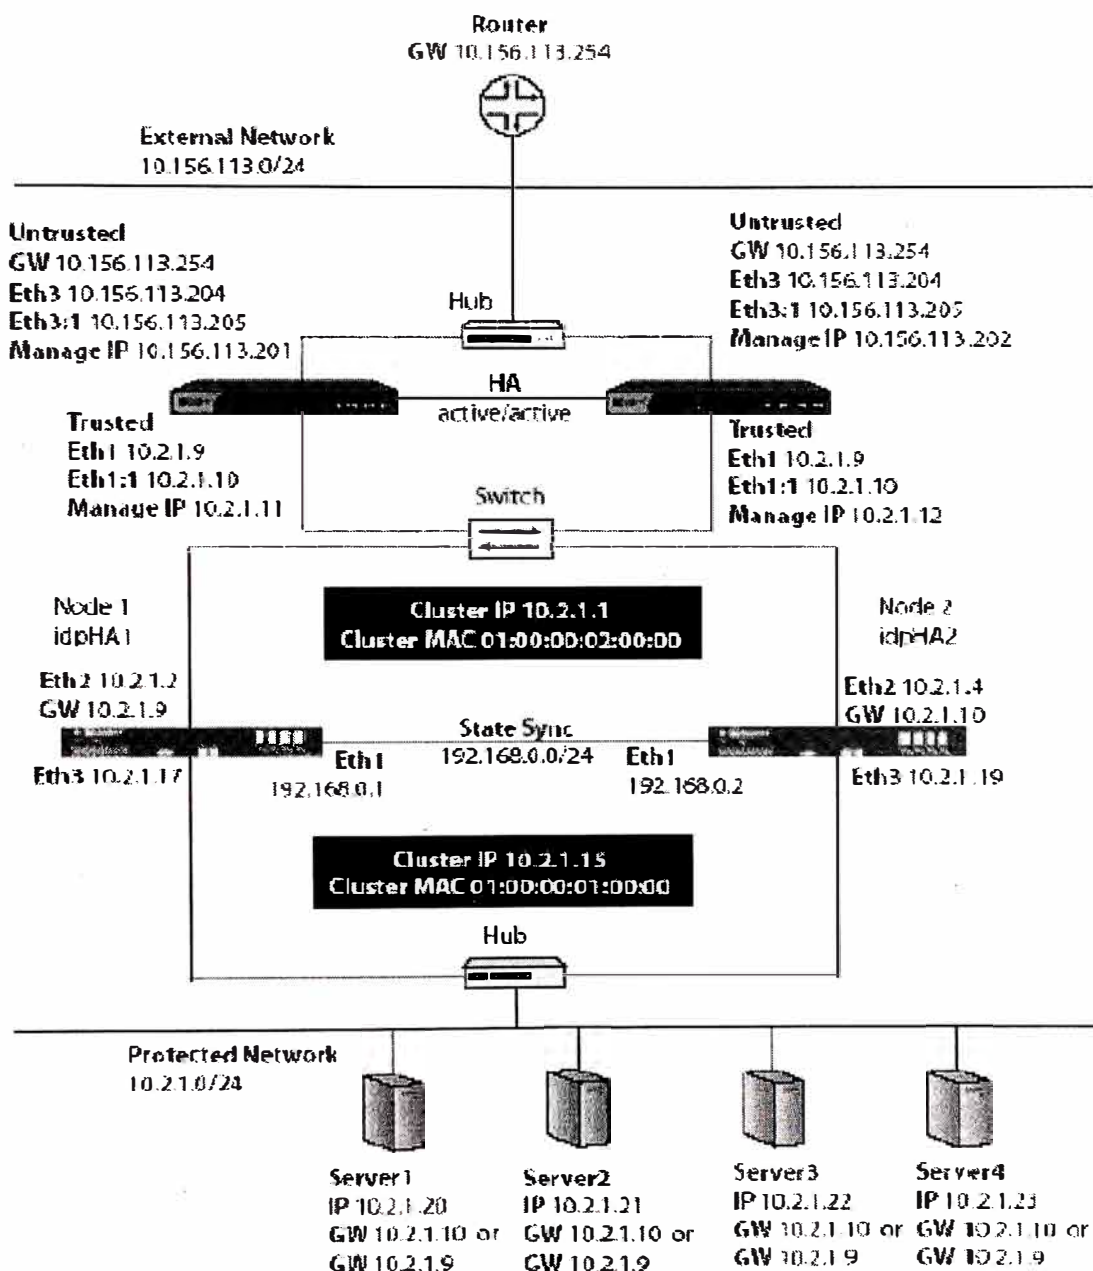 Router
GW 10.156.113.254
External Network
10.156.113.0/24
Untrusted
GW 10.156.113.254
Eth3 10.156.113.204
Eth3:1 10.156.113.205
Manage IP 10.156.113.201
Hub
Untrusted
GW 10.156.113.254
Eth3 10.156.113.204
Eth3:1 10.156.113.205
Manage IP 10.156.113.202
HA
active/active
Trusted
Eth1 10.2.1.9
Eth1:1 10.2.1.10
Manage IP 10.2.1.11
Switch
Trusted
Eth1 10.2.1.9
Eth1:1 10.2.1.10
Manage IP 10.2.1.12
Node 1
idpHA1
Cluster IP 10.2.1.1
Cluster MAC 01:00:00:02:00:00
Node 2
idpHA2
Eth2 10.2.1.2
GW 10.2.1.9
Eth2 10.2.1.4
GW 10.2.1.10
State Sync
192.168.0.0/24
Eth3 10.2.1.17
Eth1
192.168.0.1
Eth1
192.168.0.2
Eth3 10.2.1.19
Cluster IP 10.2.1.15
Cluster MAC 01:00:00:01:00:00
Hub
Protected Network
10.2.1.0/24
Server1
IP 10.2.1.20
GW 10.2.1.10 or
GW 10.2.1.9
Server2
IP 10.2.1.21
GW 10.2.1.10 or
GW 10.2.1.9
Server3
IP 10.2.1.22
GW 10.2.1.10 or
GW 10.2.1.9
Server4
IP 10.2.1.23
GW 10.2.1.10 or
GW 10.2.1.9